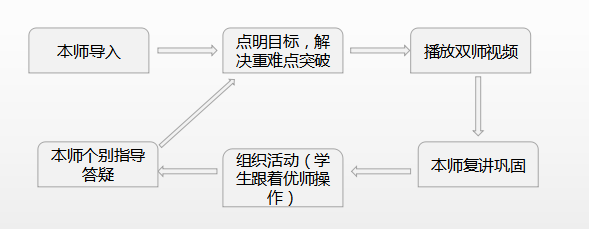 本师导入
点明目标，解
决重难点突破
播放双师视频
本师复讲巩固
组织活动（学
生跟着优师操
作）
本师个别指导
答疑